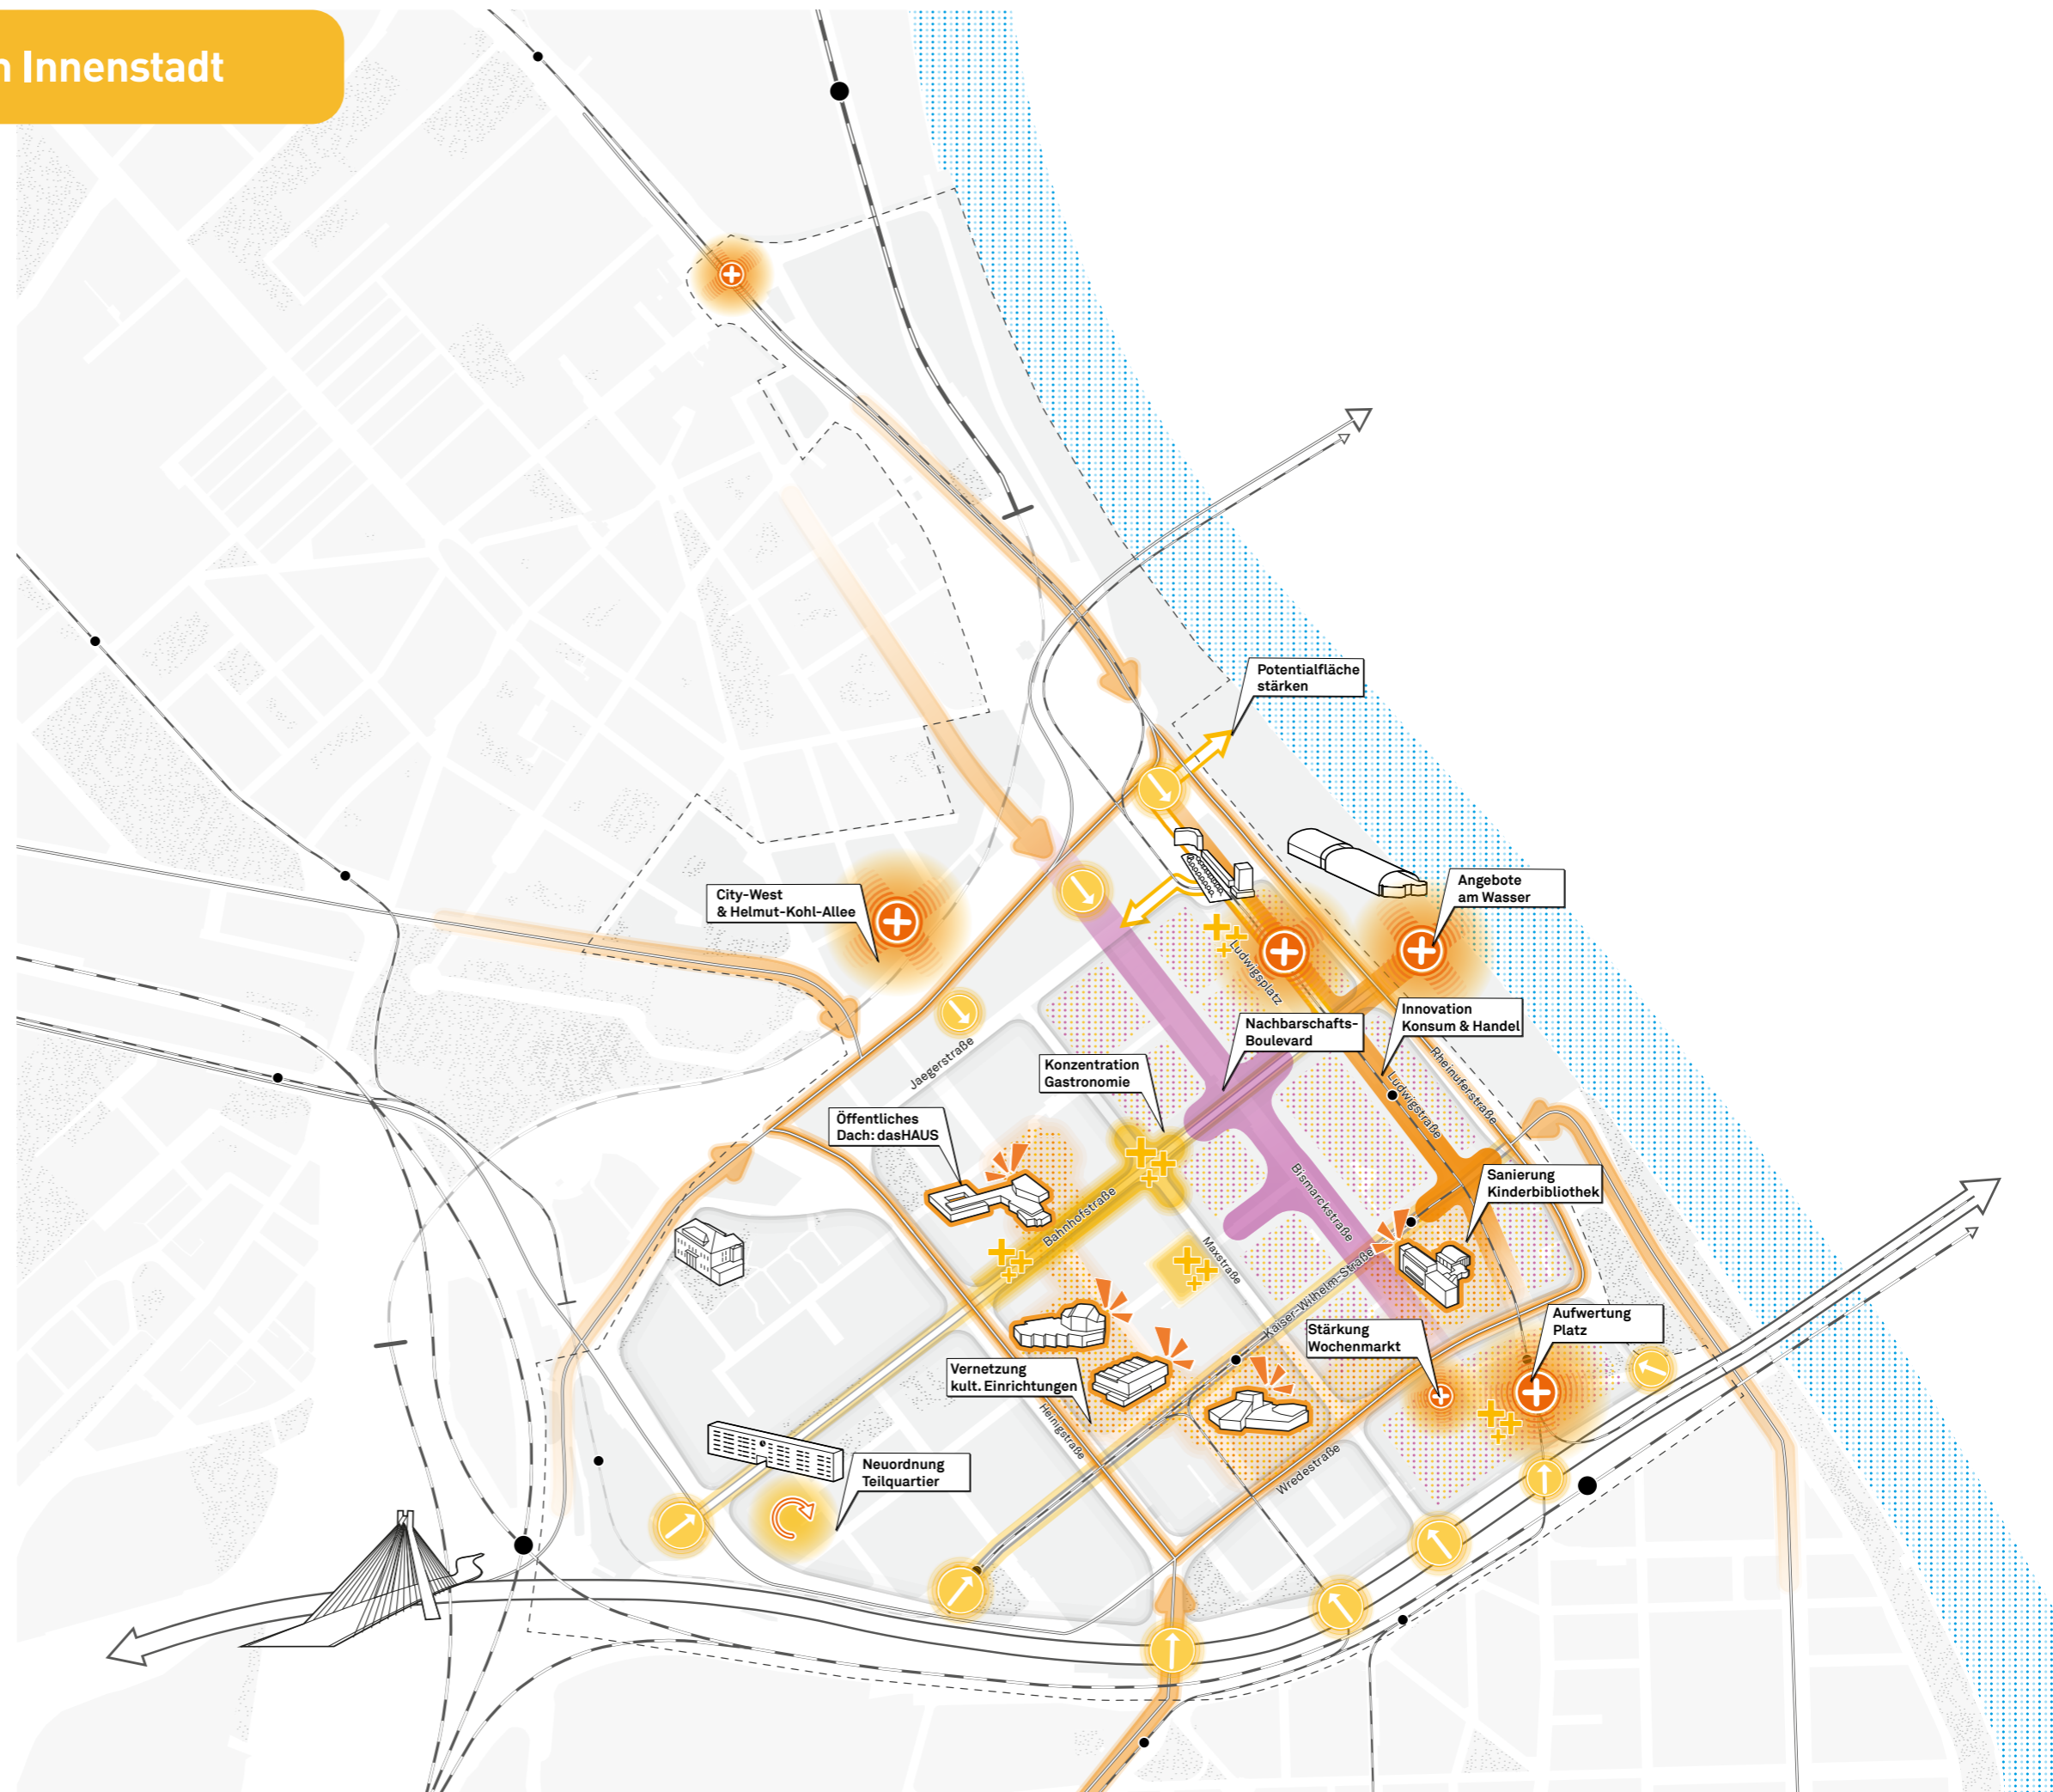 n Innenstadt
Potentialfläche
stärken
City-West
& Helmut-Kohl-Allee
Angebote
am Wasser
Ludwigsplatz
Innovation
Konsum & Handel
Nachbarschafts-
Boulevard
Jaegerstraße
Konzentration
Gastronomie
Rheinuferstraße
Ludwigstraße
Öffentliches
Dach: dasHAUS
Sanierung
Kinderbibliothek
Bismarckstraße
Bahnhofstraße
Maxstraße
Kaiser-Wilhelm-Straße
Aufwertung
Platz
Stärkung
Wochenmarkt
Vernetzung
kult. Einrichtungen
Heinigstraße
Wredestraße
Neuordnung
Teilquartier